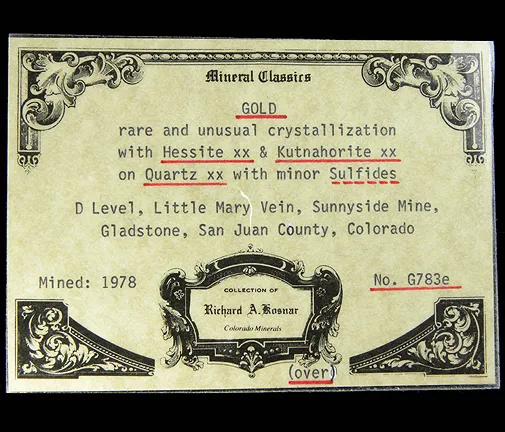 Mineral Classics
GOLD
rare and unusual crystallization
with Hessite xx & Kutnahorite xx
on Quartz xx with minor Sulfides
D Level, Little Mary Vein, Sunnyside Mine,
Gladstone, San Juan County, Colorado
Mined: 1978
No. G783e
COLLECTION OF
Richard A. Kosnar
Colorado Minerals
(over)